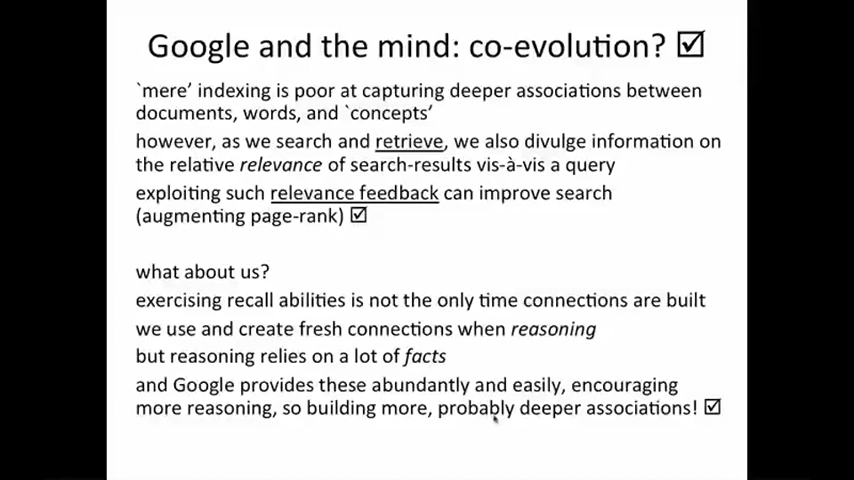 Google and the mind: co-evolution? ☑
`mere’ indexing is poor at capturing deeper associations between
documents, words, and `concepts’
however, as we search and retrieve, we also divulge information on
the relative relevance of search-results vis-à-vis a query
exploiting such relevance feedback can improve search
(augmenting page-rank) ☑
what about us?
exercising recall abilities is not the only time connections are built
we use and create fresh connections when reasoning
but reasoning relies on a lot of facts
and Google provides these abundantly and easily, encouraging
more reasoning, so building more, probably deeper associations! ☑